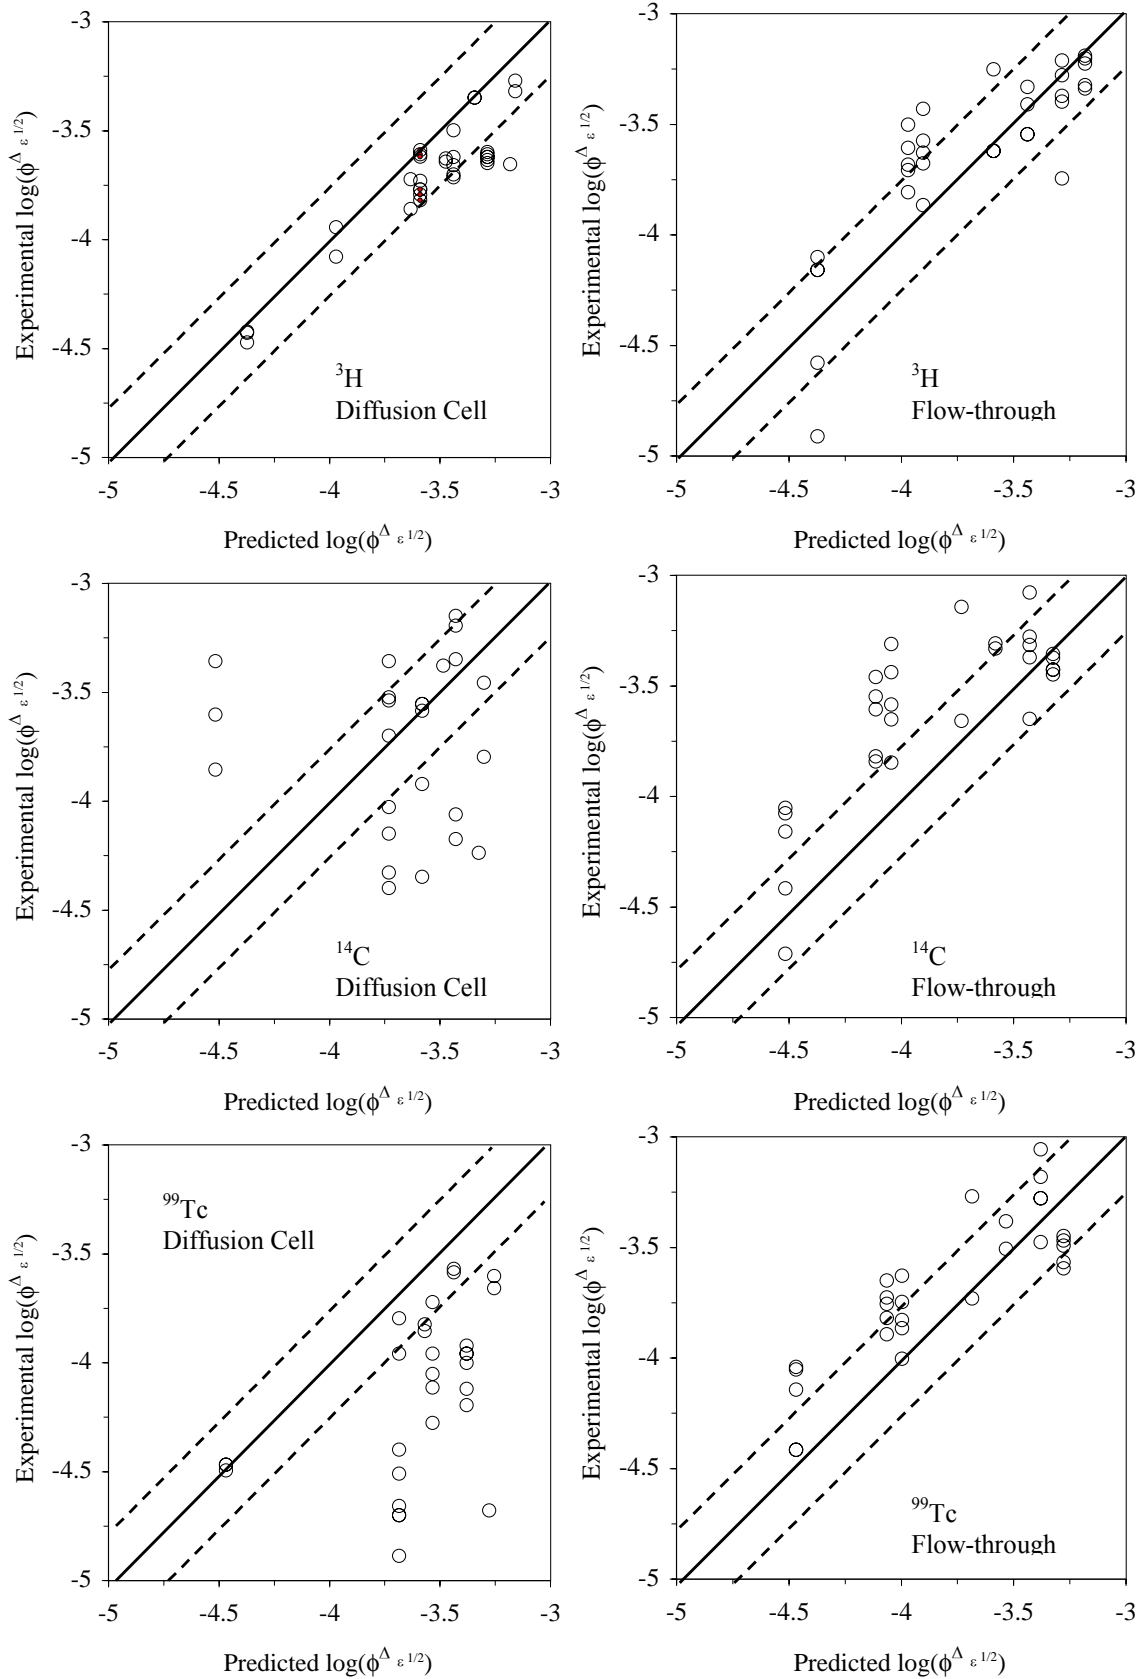 -3
-3.5
-4
-4.5
-5
-5 -4.5 -4 -3.5 -3
Experimental log(ϕ^Δ ε 1/2)
Predicted log(ϕ^Δ ε 1/2)
3H
Diffusion Cell
-3
-3.5
-4
-4.5
-5
-5 -4.5 -4 -3.5 -3
Experimental log(ϕ^Δ ε 1/2)
Predicted log(ϕ^Δ ε 1/2)
3H
Flow-through
-3
-3.5
-4
-4.5
-5
-5 -4.5 -4 -3.5 -3
Experimental log(ϕ^Δ ε 1/2)
Predicted log(ϕ^Δ ε 1/2)
14C
Diffusion Cell
-3
-3.5
-4
-4.5
-5
-5 -4.5 -4 -3.5 -3
Experimental log(ϕ^Δ ε 1/2)
Predicted log(ϕ^Δ ε 1/2)
14C
Flow-through
-3
-3.5
-4
-4.5
-5
-5 -4.5 -4 -3.5 -3
Experimental log(ϕ^Δ ε 1/2)
Predicted log(ϕ^Δ ε 1/2)
99Tc
Diffusion Cell
-3
-3.5
-4
-4.5
-5
-5 -4.5 -4 -3.5 -3
Experimental log(ϕ^Δ ε 1/2)
Predicted log(ϕ^Δ ε 1/2)
99Tc
Flow-through